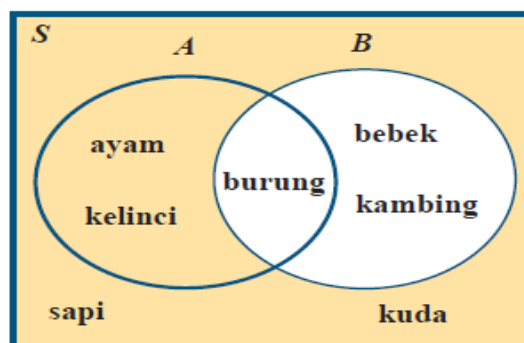 S
A B
ayam bebek
burung
kelinci kambing
sapi kuda